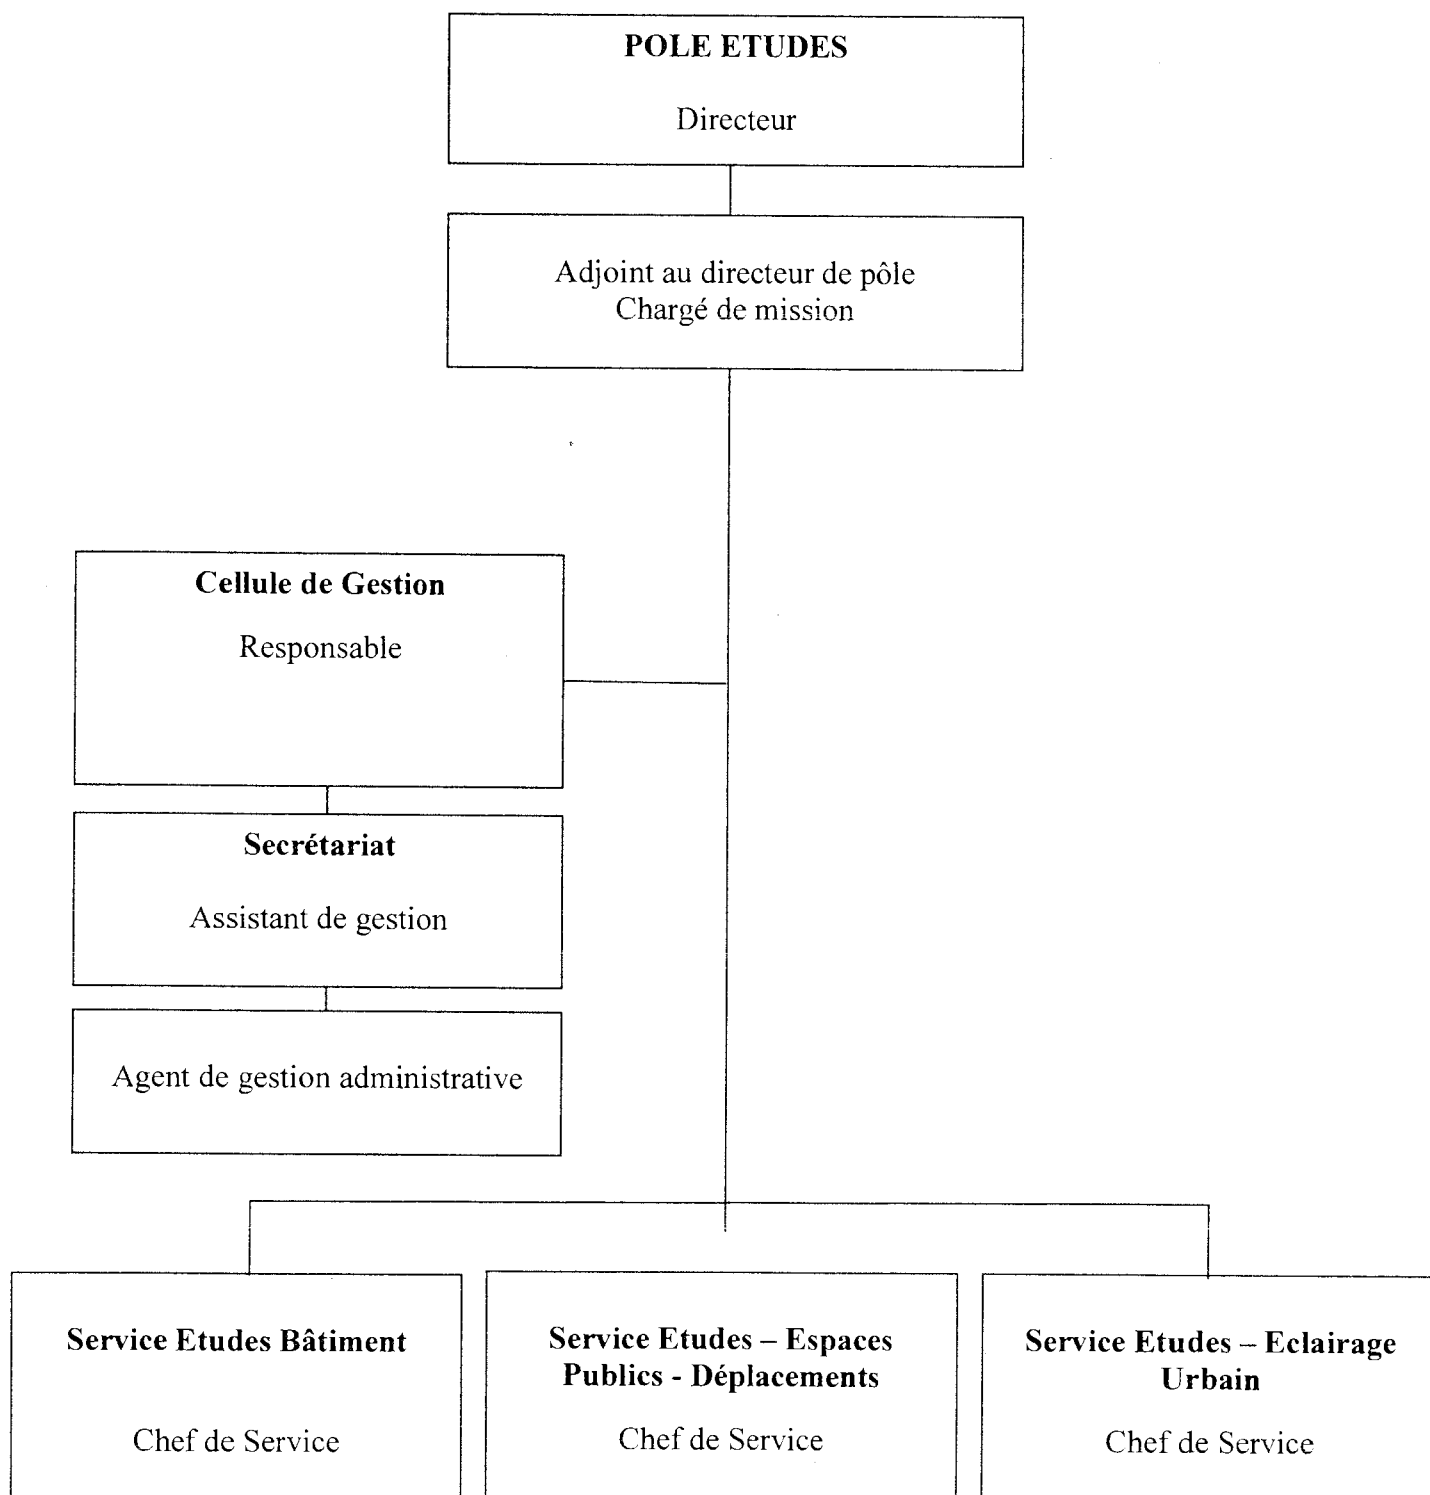 POLE ETUDES
Directeur
Adjoint au directeur de pôle
Chargé de mission
Cellule de Gestion
Responsable
Secrétariat
Assistant de gestion
Agent de gestion administrative
Service Etudes Bâtiment
Chef de Service
Service Etudes – Espaces
Publics - Déplacements
Chef de Service
Service Etudes – Eclairage
Urbain
Chef de Service